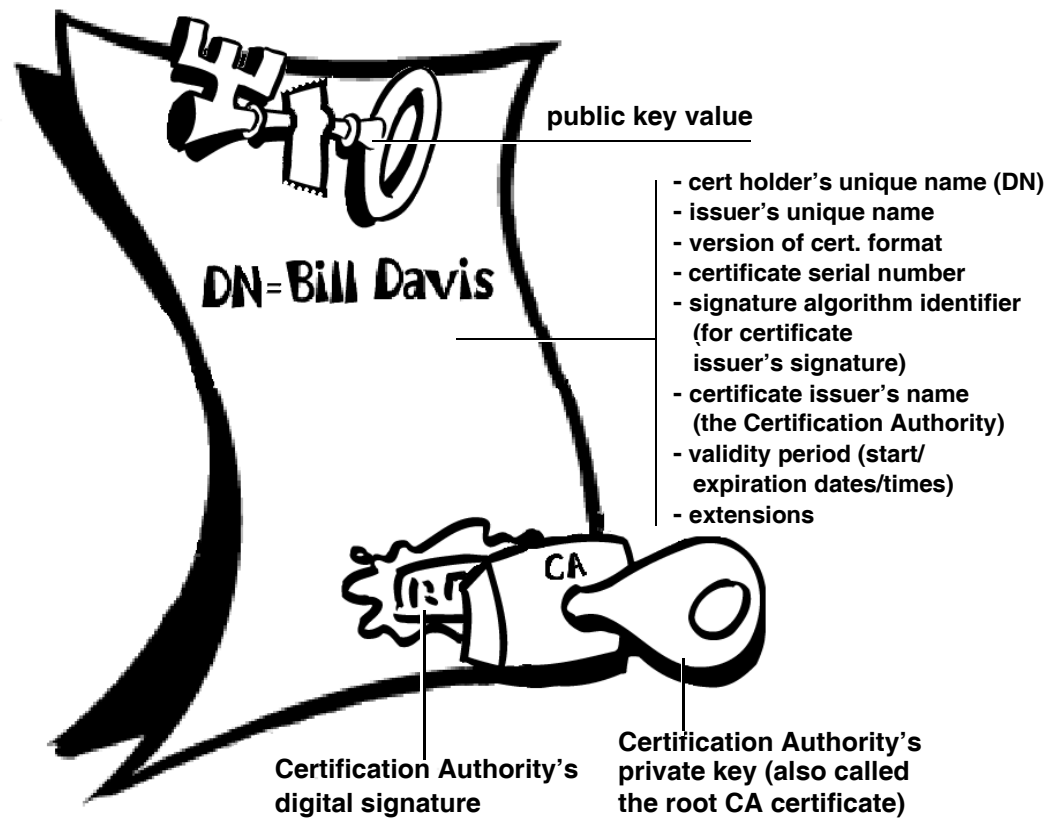 public key value
- cert holder's unique name (DN)
- issuer's unique name
- version of cert. format
- certificate serial number
- signature algorithm identifier
(for certificate
issuer's signature)
- certificate issuer's name
(the Certification Authority)
- validity period (start/
expiration dates/times)
- extensions
DN=Bill Davis
CA
Certification Authority's
digital signature
Certification Authority's
private key (also called
the root CA certificate)